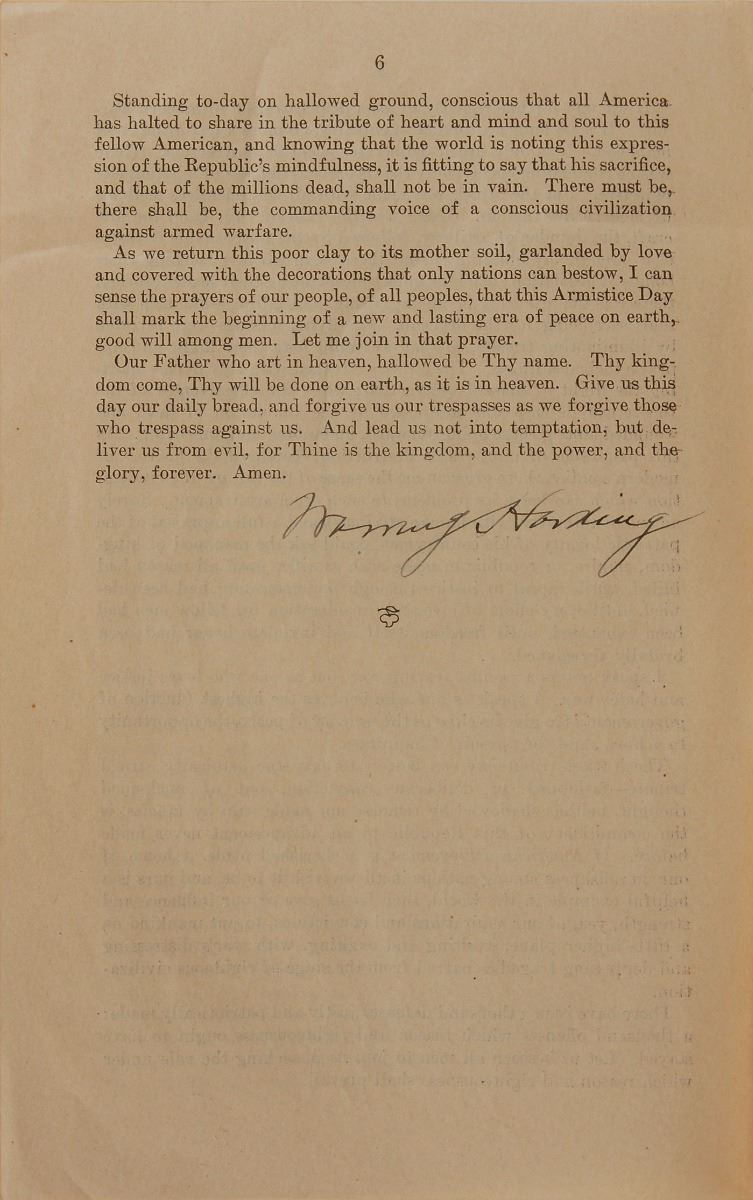 6
Standing to-day on hallowed ground, conscious that all America
has halted to share in the tribute of heart and mind and soul to this
fellow American, and knowing that the world is noting this expres-
sion of the Republic's mindfulness, it is fitting to say that his sacrifice,
and that of the millions dead, shall not be in vain. There must be,
there shall be, the commanding voice of a conscious civilization
against armed warfare.
As we return this poor clay to its mother soil, garlanded by love
and covered with the decorations that only nations can bestow, I can
sense the prayers of our people, of all peoples, that this Armistice Day
shall mark the beginning of a new and lasting era of peace on earth,
good will among men. Let me join in that prayer.
Our Father who art in heaven, hallowed be Thy name. Thy king-
dom come, Thy will be done on earth, as it is in heaven. Give us this
day our daily bread, and forgive us our trespasses as we forgive those
who trespass against us. And lead us not into temptation, but de-
liver us from evil, for Thine is the kingdom, and the power, and the
glory, forever. Amen.
Warren G Harding